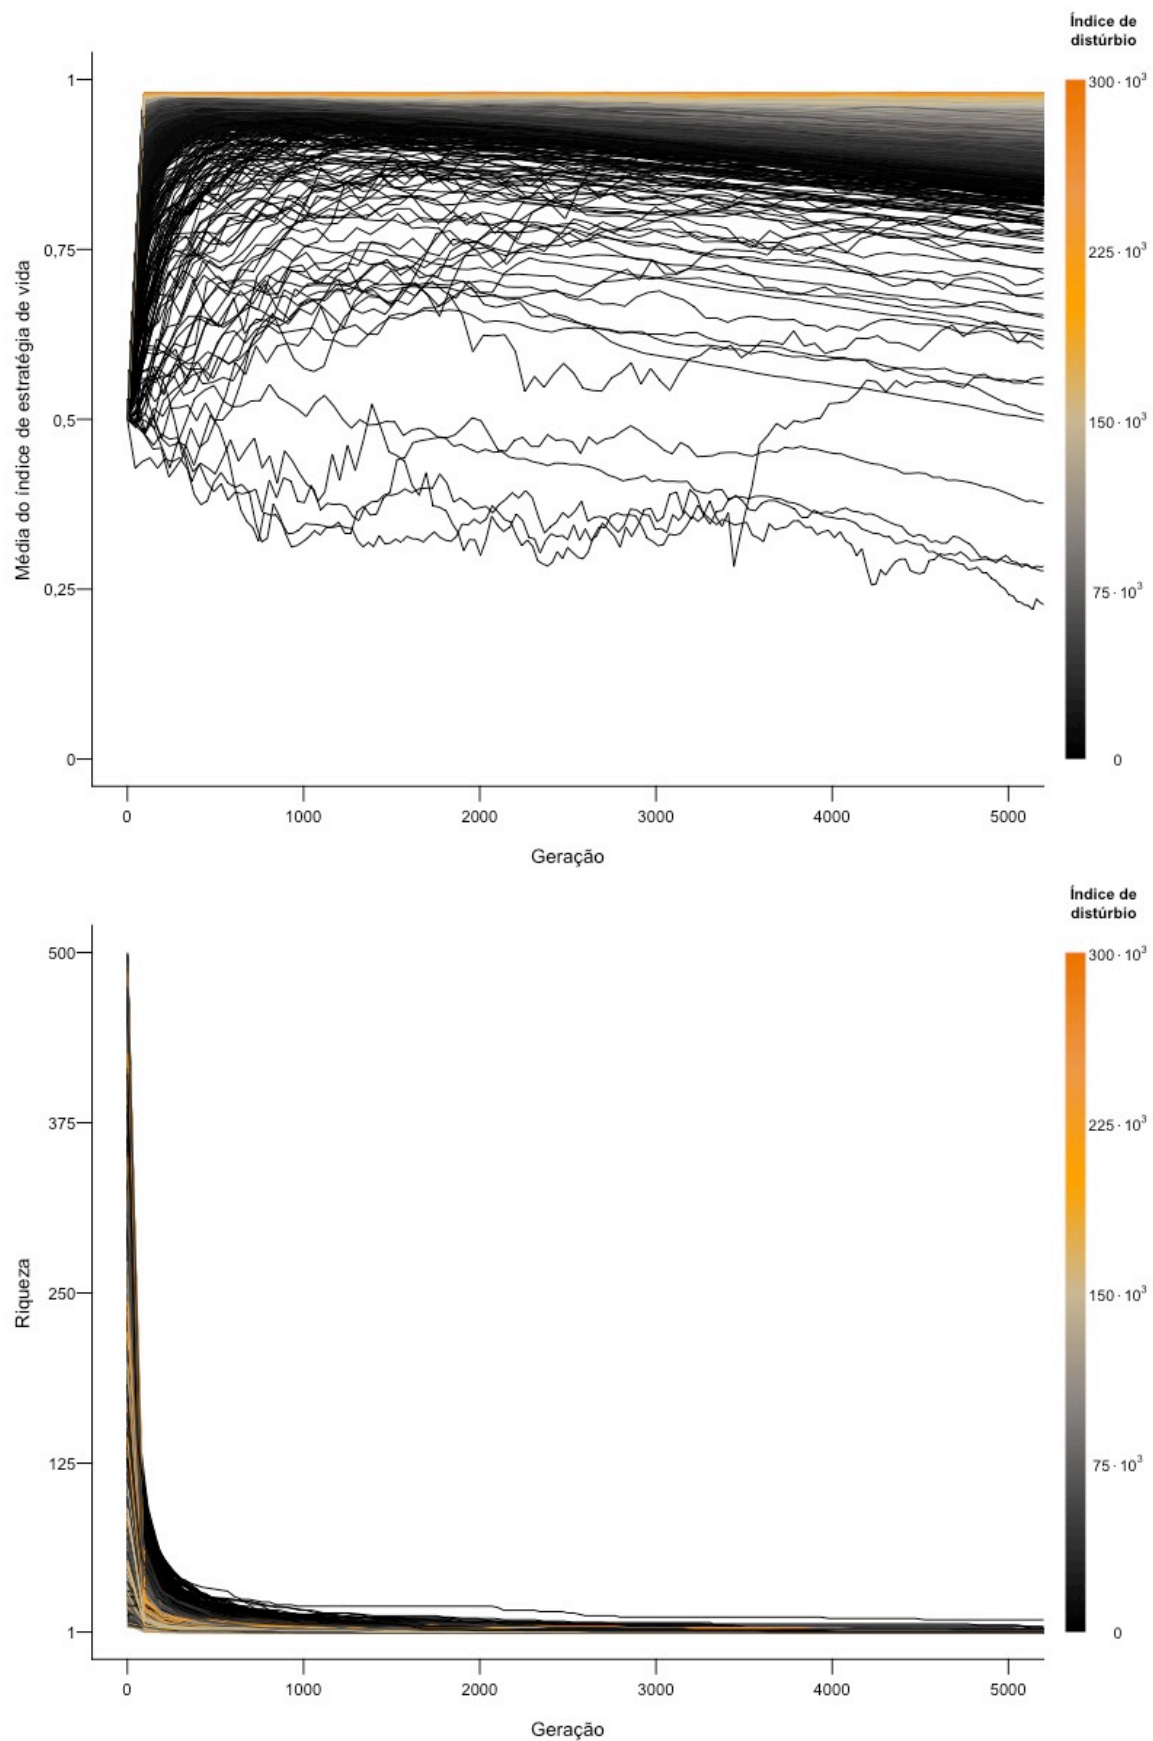 Índice de
distúrbio
Média do índice de estratégia de vida
1
0,75
0,5
0,25
0
300 · 10³
225 · 10³
150 · 10³
75 · 10³
0
0 1000 2000 3000 4000 5000
Geração
Índice de
distúrbio
Riqueza
500
375
250
125
1
300 · 10³
225 · 10³
150 · 10³
75 · 10³
0
0 1000 2000 3000 4000 5000
Geração